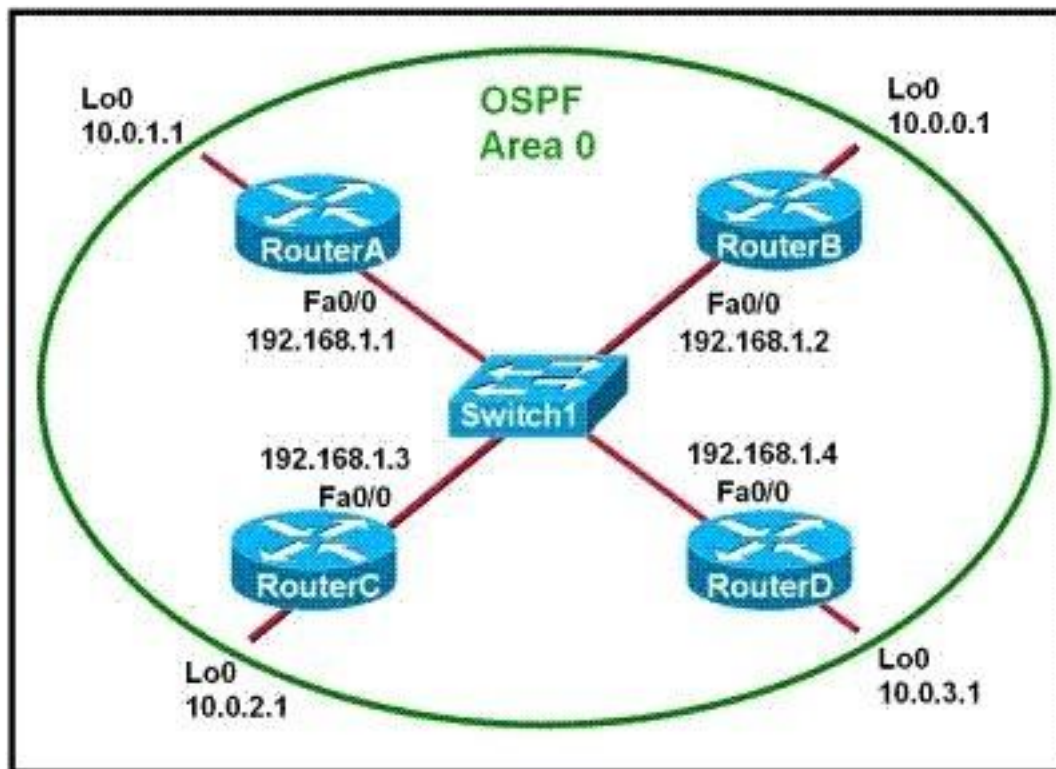 OSPF
Area 0
Lo0
10.0.1.1
Lo0
10.0.0.1
RouterA
RouterB
Fa0/0
192.168.1.1
Fa0/0
192.168.1.2
Switch1
192.168.1.3
Fa0/0
192.168.1.4
Fa0/0
RouterC
RouterD
Lo0
10.0.2.1
Lo0
10.0.3.1